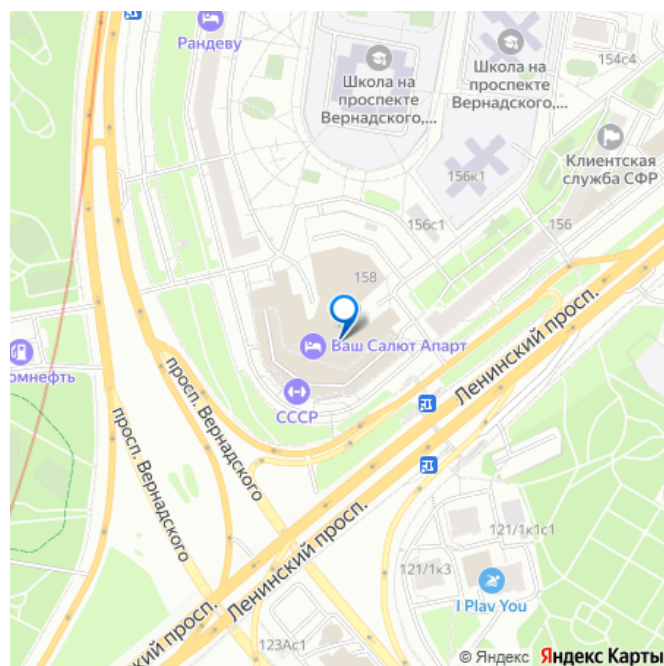 Рандеву
154с4
Школа на
проспекте
Вернадского,...
Школа на
проспекте
Вернадского,...
Клиентская
служба СФР
156к1
156с1
156
158
Ваш Салют Апарт
СССР
омнефть
просп. Вернадского
просп. Вернадского
Ленинский просп.
Ленинский просп.
ский просп.
121/1к1с1
121/1к3
I Play You
123Ас1
© Яндекс Яндекс Карты